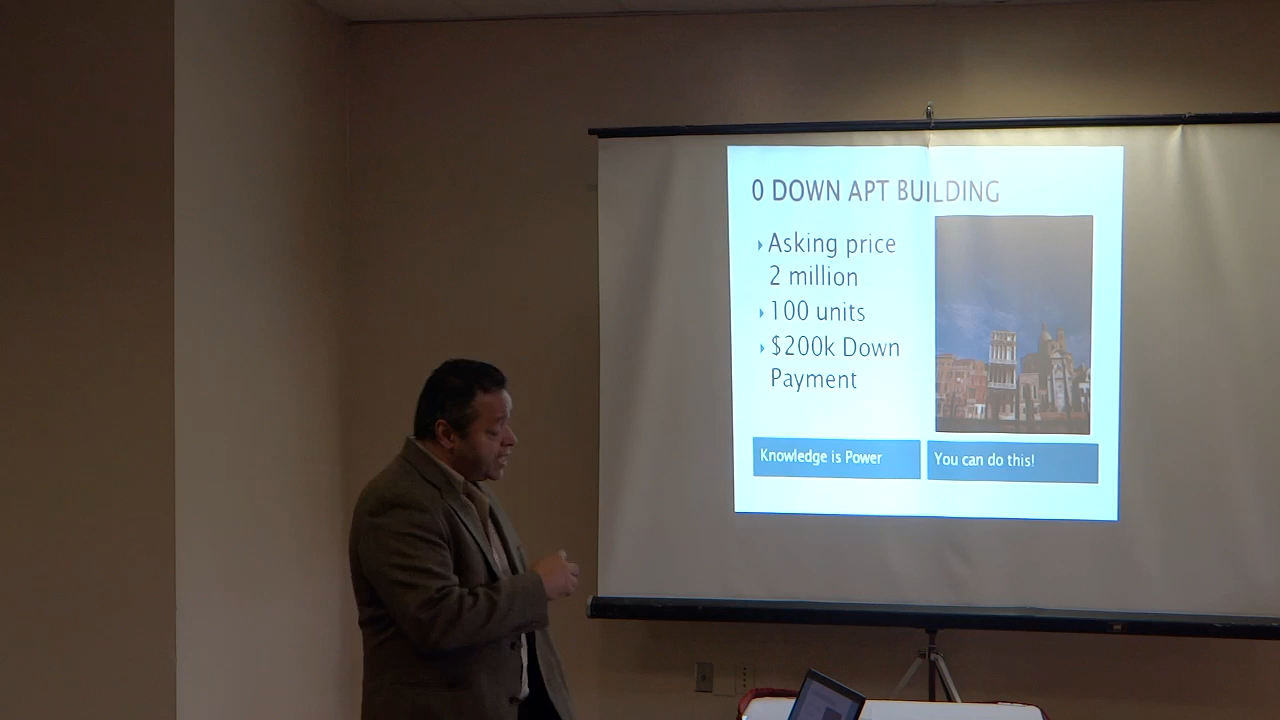 0 DOWN APT BUILDING
Asking price
2 million
100 units
$200k Down
Payment
Knowledge is Power
You can do this!